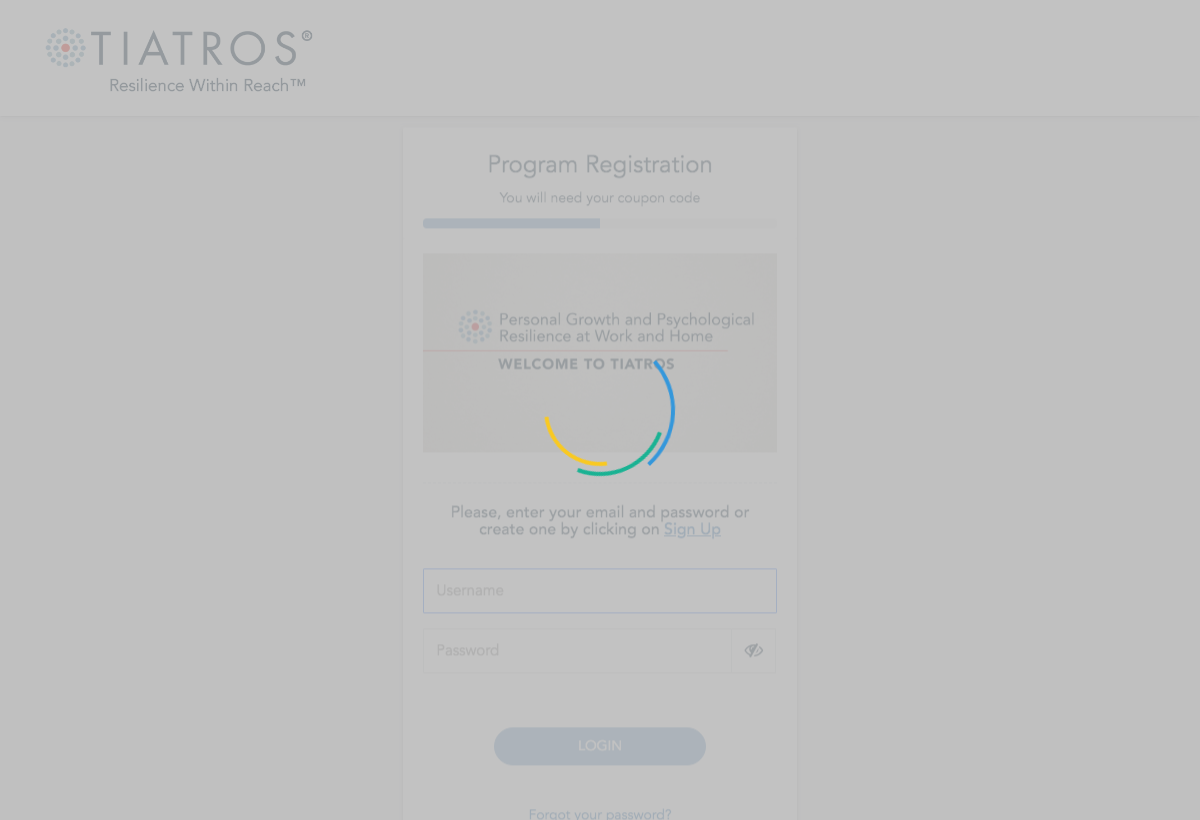 TIATROS®
Resilience Within Reach™
Program Registration
You will need your coupon code
Personal Growth and Psychological
Resilience at Work and Home
WELCOME TO TIATROS
Please, enter your email and password or
create one by clicking on Sign Up
Username
Password
LOGIN
Forgot your password?